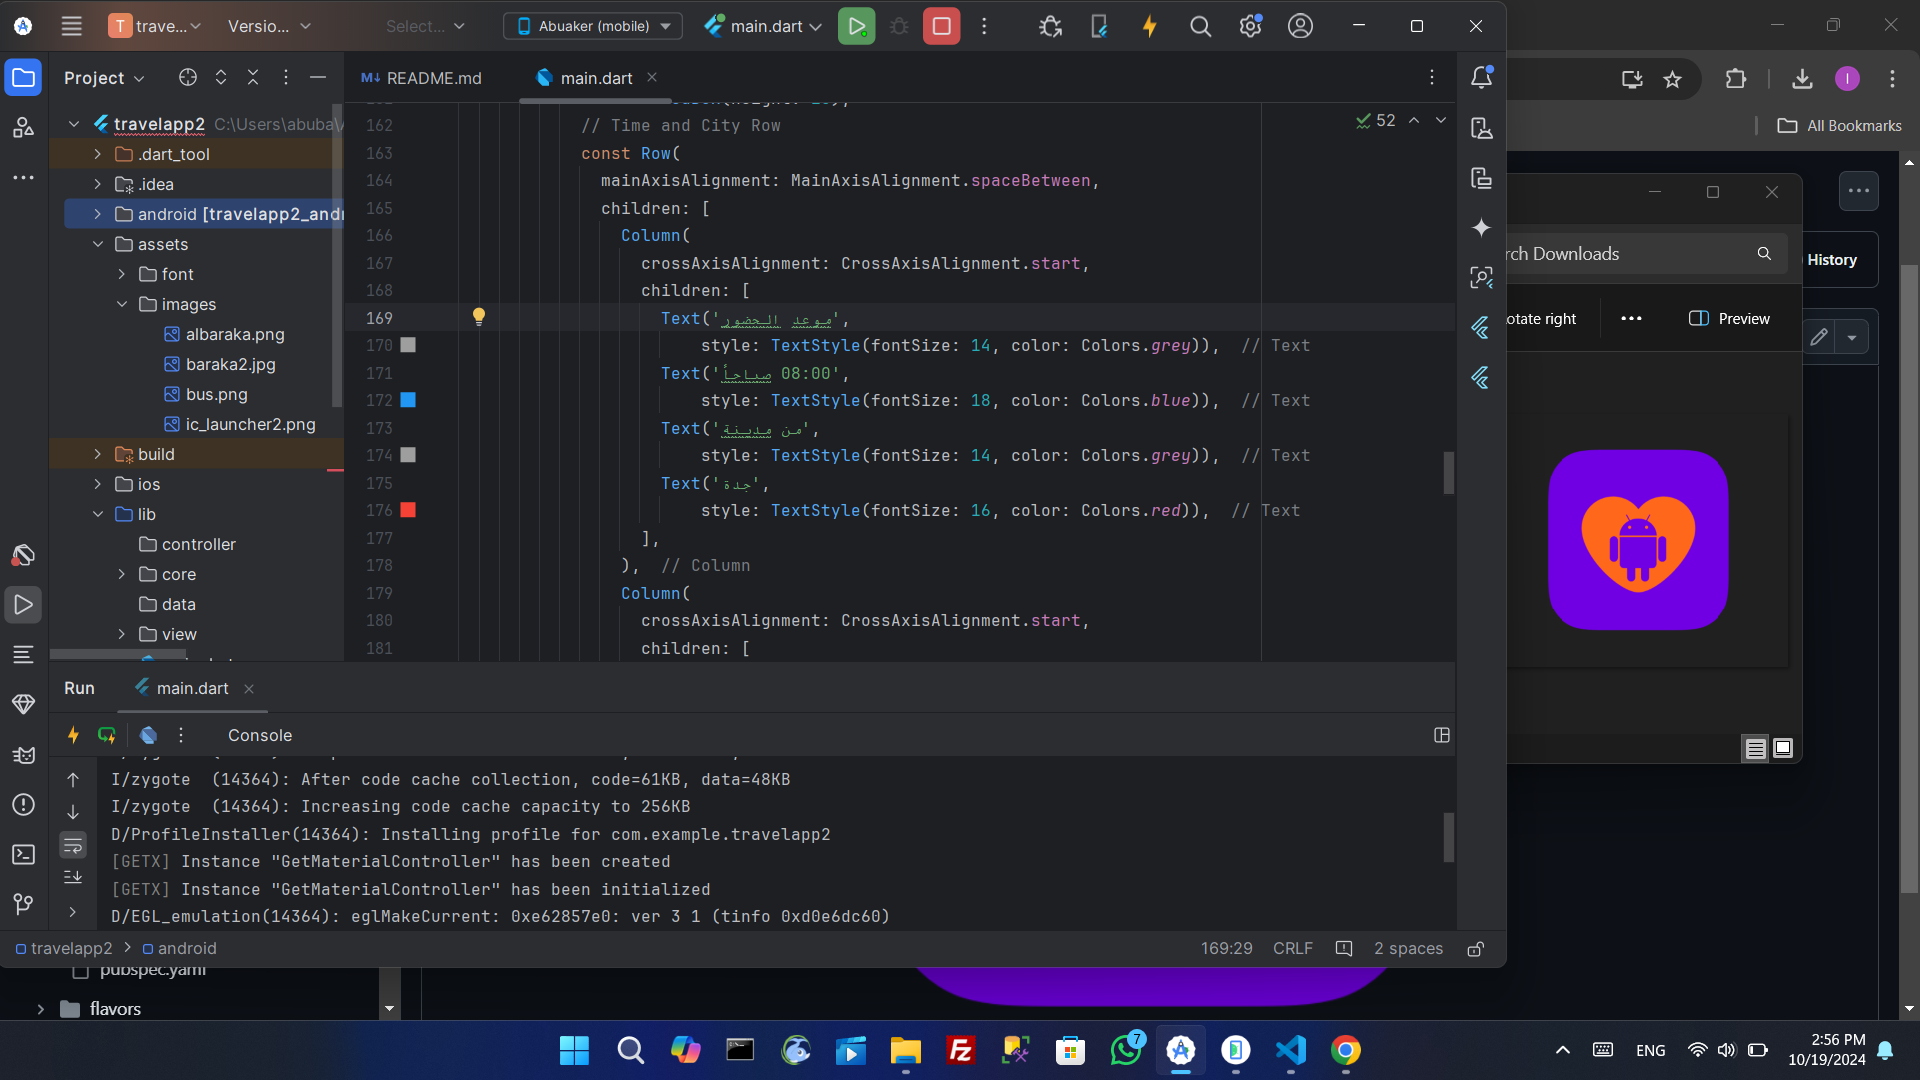 trave...
Versio...
Select...
Abuaker (mobile)
main.dart
Project
README.md
main.dart
travelapp2 C:\Users\abuba\
.dart_tool
.idea
android [travelapp2_andr
assets
font
images
albaraka.png
baraka2.jpg
bus.png
ic_launcher2.png
build
ios
lib
controller
core
data
view
52
162 // Time and City Row
163 const Row(
164 mainAxisAlignment: MainAxisAlignment.spaceBetween,
165 children: [
166 Column(
167 crossAxisAlignment: CrossAxisAlignment.start,
168 children: [
169 Text('موعد الحضور',
170 style: TextStyle(fontSize: 14, color: Colors.grey)), // Text
171 Text('08:00 صباحاً',
172 style: TextStyle(fontSize: 18, color: Colors.blue)), // Text
173 Text('من مدينة',
174 style: TextStyle(fontSize: 14, color: Colors.grey)), // Text
175 Text('جدة',
176 style: TextStyle(fontSize: 16, color: Colors.red)), // Text
177 ],
178 ), // Column
179 Column(
180 crossAxisAlignment: CrossAxisAlignment.start,
181 children: [
Run
main.dart
Console
I/zygote (14364): After code cache collection, code=61KB, data=48KB
I/zygote (14364): Increasing code cache capacity to 256KB
D/ProfileInstaller(14364): Installing profile for com.example.travelapp2
[GETX] Instance "GetMaterialController" has been created
[GETX] Instance "GetMaterialController" has been initialized
D/EGL_emulation(14364): eglMakeCurrent: 0xe62857e0: ver 3 1 (tinfo 0xd0e6dc60)
travelapp2 > android
169:29 CRLF 2 spaces
pubspec.yaml
flavors
I
All Bookmarks
rch Downloads
History
otate right
Preview
7
ENG
2:56 PM
10/19/2024